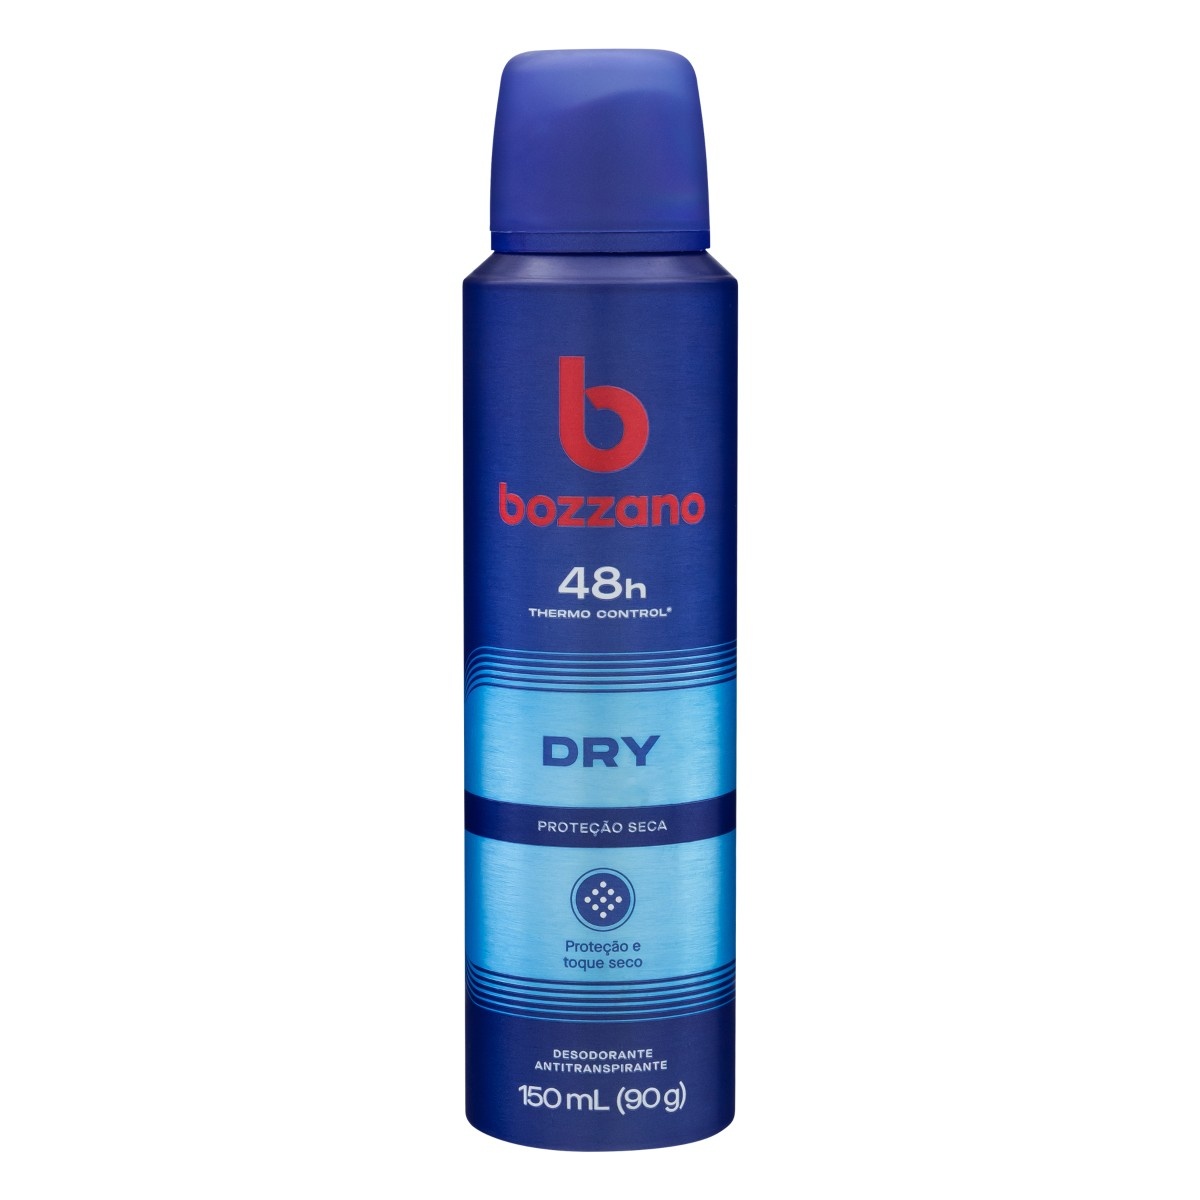 b
bozzano
48h
THERMO CONTROL®
DRY
PROTEÇÃO SECA
Proteção e
toque seco
DESODORANTE
ANTITRANSPIRANTE
150 mL (90 g)